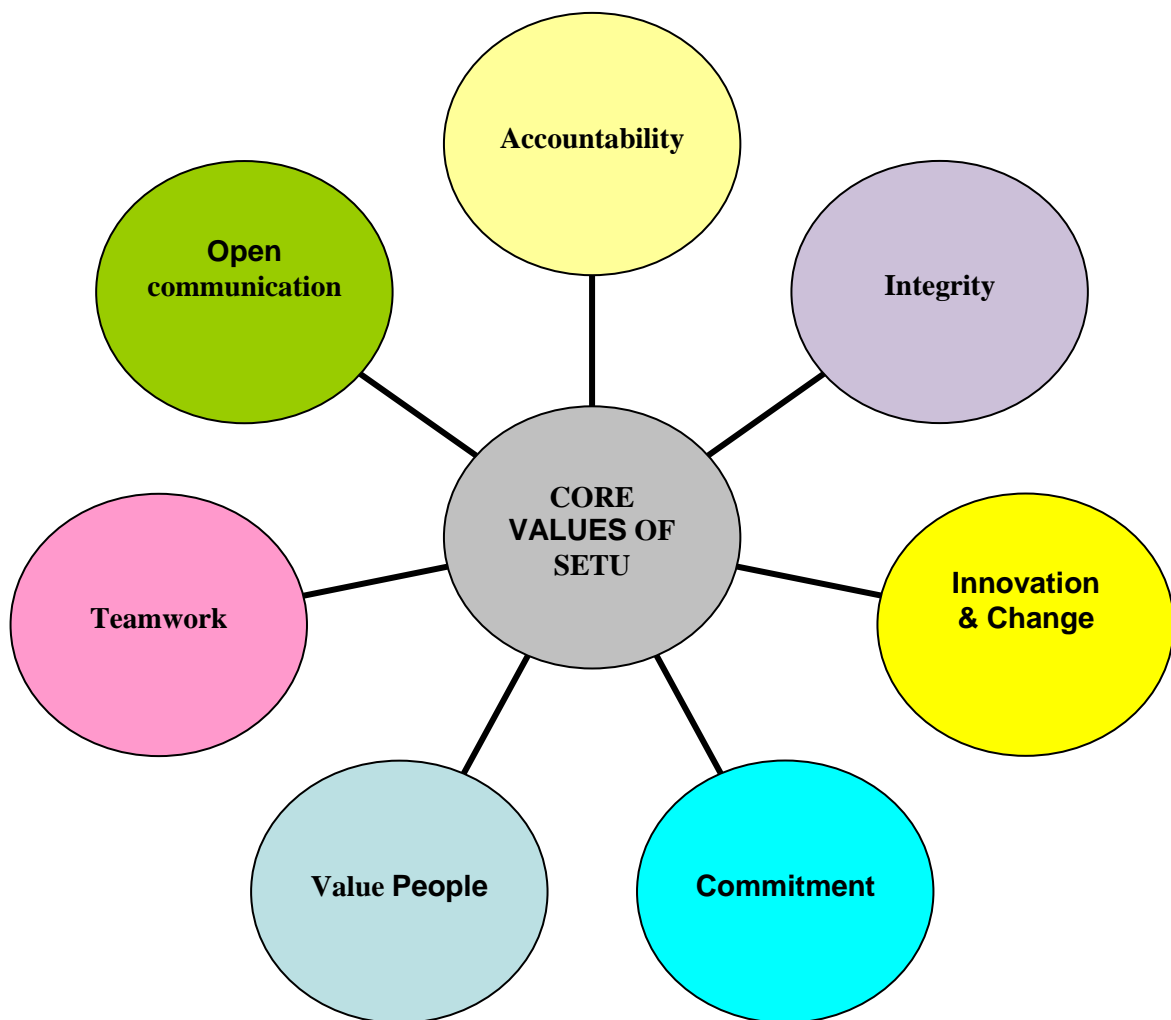 Accountability
Open
communication
Integrity
CORE
VALUES OF
SETU
Innovation
& Change
Teamwork
Value People
Commitment